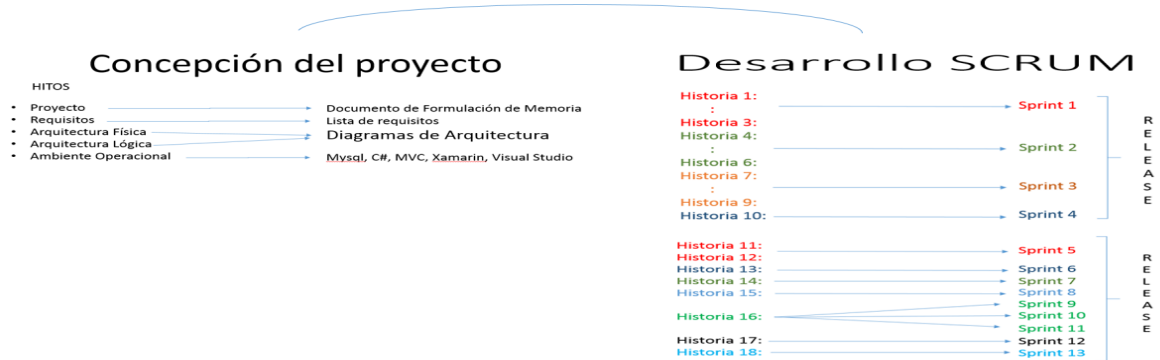 Concepción del proyecto
HITOS
• Proyecto
• Requisitos
• Arquitectura Física
• Arquitectura Lógica
• Ambiente Operacional
Documento de Formulación de Memoria
Lista de requisitos
Diagramas de Arquitectura
Mysql, C#, MVC, Xamarin, Visual Studio
Desarrollo SCRUM
Historia 1:
:
Historia 3:
Historia 4:
:
Historia 6:
Historia 7:
:
Historia 9:
Historia 10:
Sprint 1
Sprint 2
Sprint 3
Sprint 4
RELEASE
Historia 11:
Historia 12:
Historia 13:
Historia 14:
Historia 15:
Historia 16:
Historia 17:
Historia 18:
Sprint 5
Sprint 6
Sprint 7
Sprint 8
Sprint 9
Sprint 10
Sprint 11
Sprint 12
Sprint 13
RELEASE